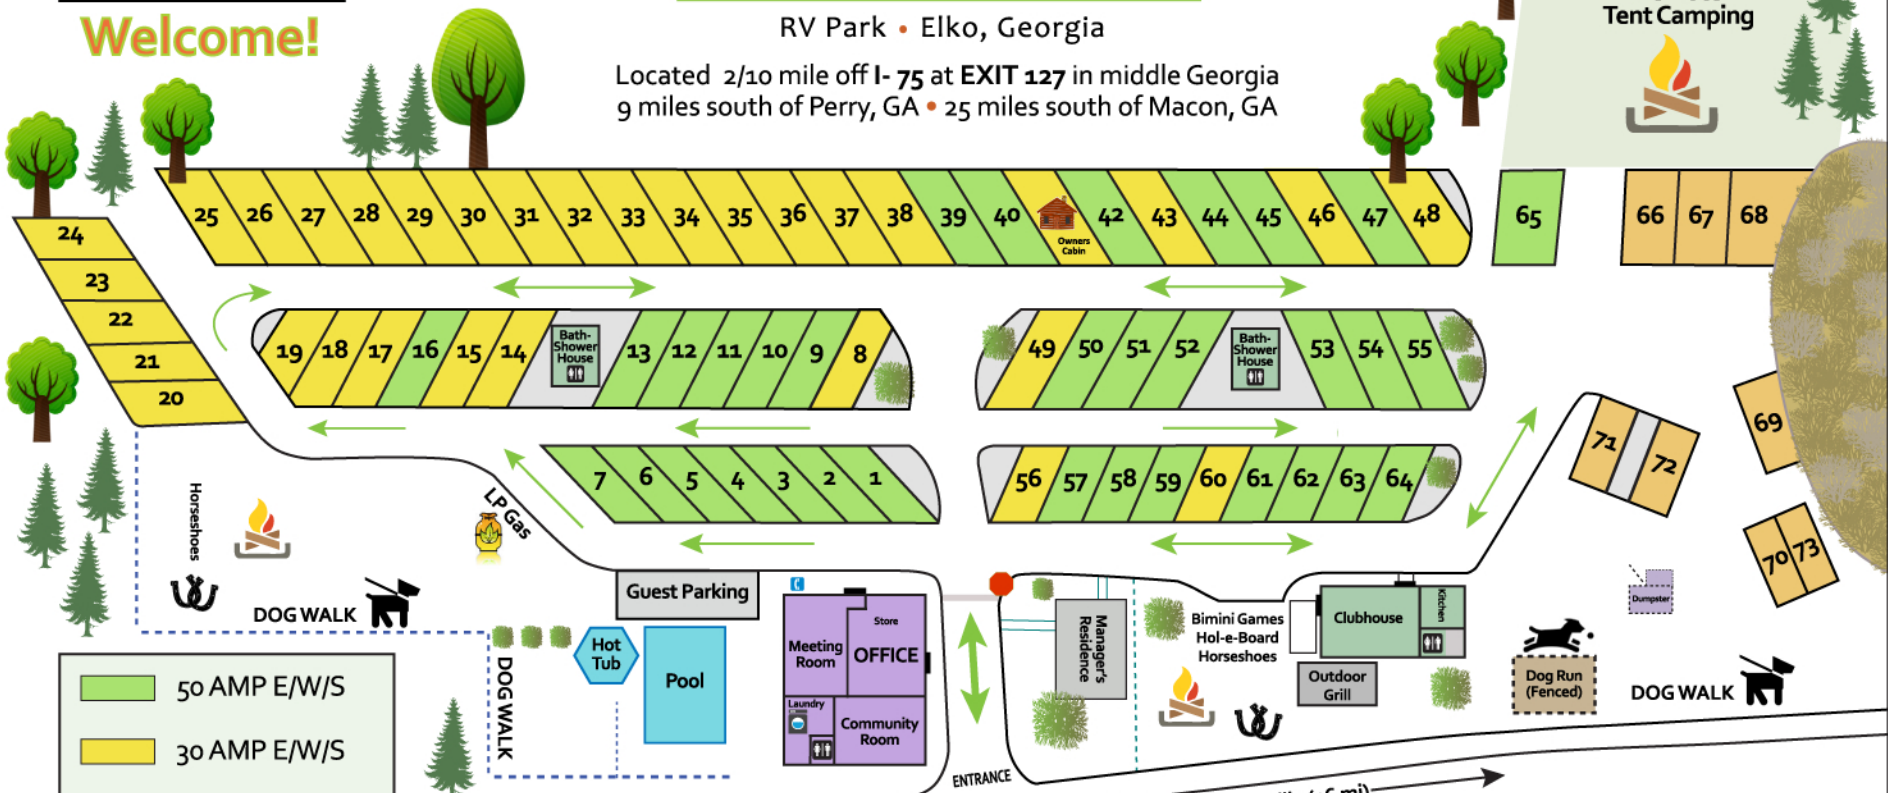 Welcome!
RV Park • Elko, Georgia
Located 2/10 mile off I- 75 at EXIT 127 in middle Georgia
9 miles south of Perry, GA • 25 miles south of Macon, GA
Tent Camping
25 26 27 28 29 30 31 32 33 34 35 36 37 38 39 40
Owners
Cabin
42 43 44 45 46 47 48
65
66 67 68
24
23
22
21
20
19 18 17 16 15 14
Bath-
Shower
House
13 12 11 10 9 8
49 50 51 52
Bath-
Shower
House
53 54 55
69
71
72
7 6 5 4 3 2 1
56 57 58 59 60 61 62 63 64
70 73
Horseshoes
LP Gas
DOG WALK
Guest Parking
Hot
Tub
Pool
DOG WALK
Meeting
Room
Store
OFFICE
Laundry
Community
Room
Manager's
Residence
Bimini Games
Hol-e-Board
Horseshoes
Clubhouse
Kitchen
Outdoor
Grill
Dumpster
Dog Run
(Fenced)
DOG WALK
50 AMP E/W/S
30 AMP E/W/S
ENTRANCE
mi)